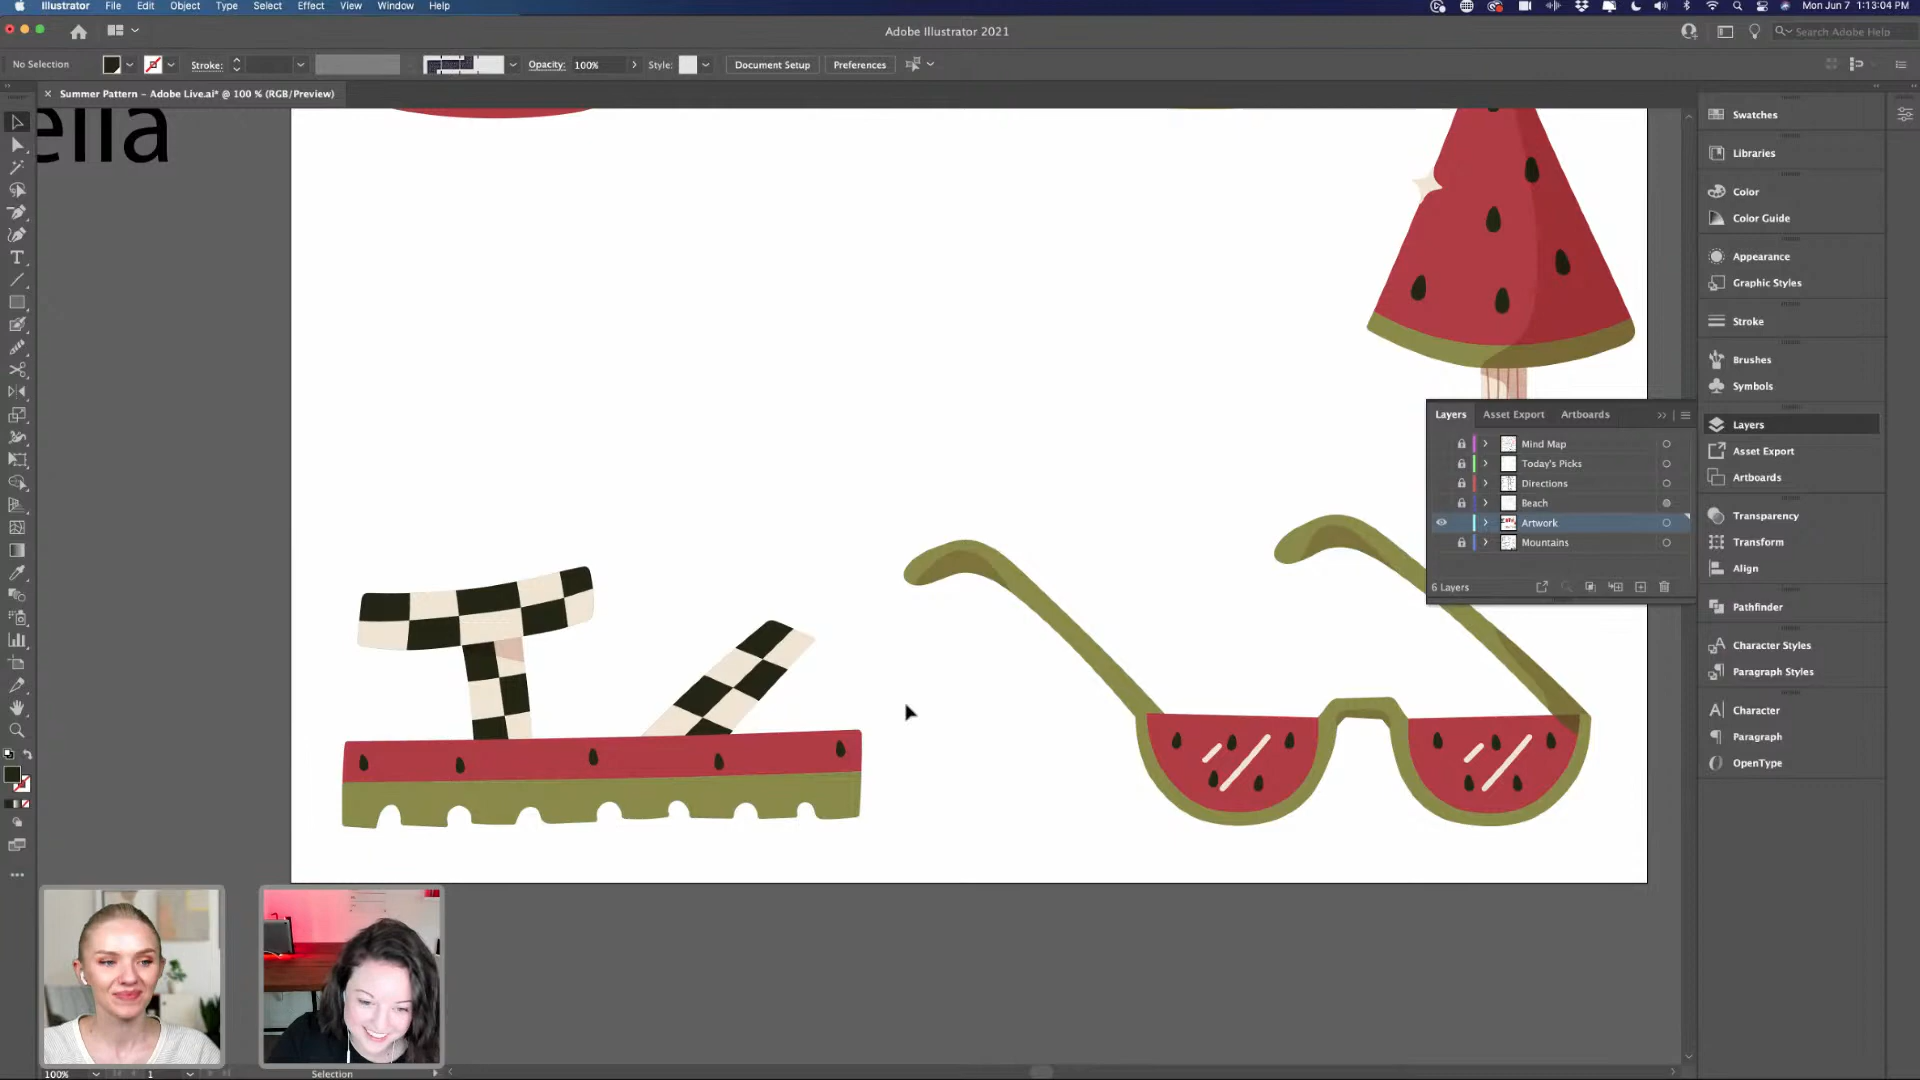 Illustrator File Edit Object Type Select Effect View Window Help Mon Jun 7 1:13:04 PM
Adobe Illustrator 2021 Search Adobe Help
No Selection Stroke: Opacity: 100% Style: Document Setup Preferences
× Summer Pattern – Adobe Live.ai* @ 100 % (RGB/Preview)
ella
Swatches
Libraries
Color
Color Guide
Appearance
Graphic Styles
Stroke
Brushes
Symbols
Layers
Asset Export
Artboards
Transparency
Transform
Align
Pathfinder
Character Styles
Paragraph Styles
Character
Paragraph
OpenType
Layers Asset Export Artboards
Mind Map
Today's Picks
Directions
Beach
Artwork
Mountains
6 Layers
100% 1 Selection